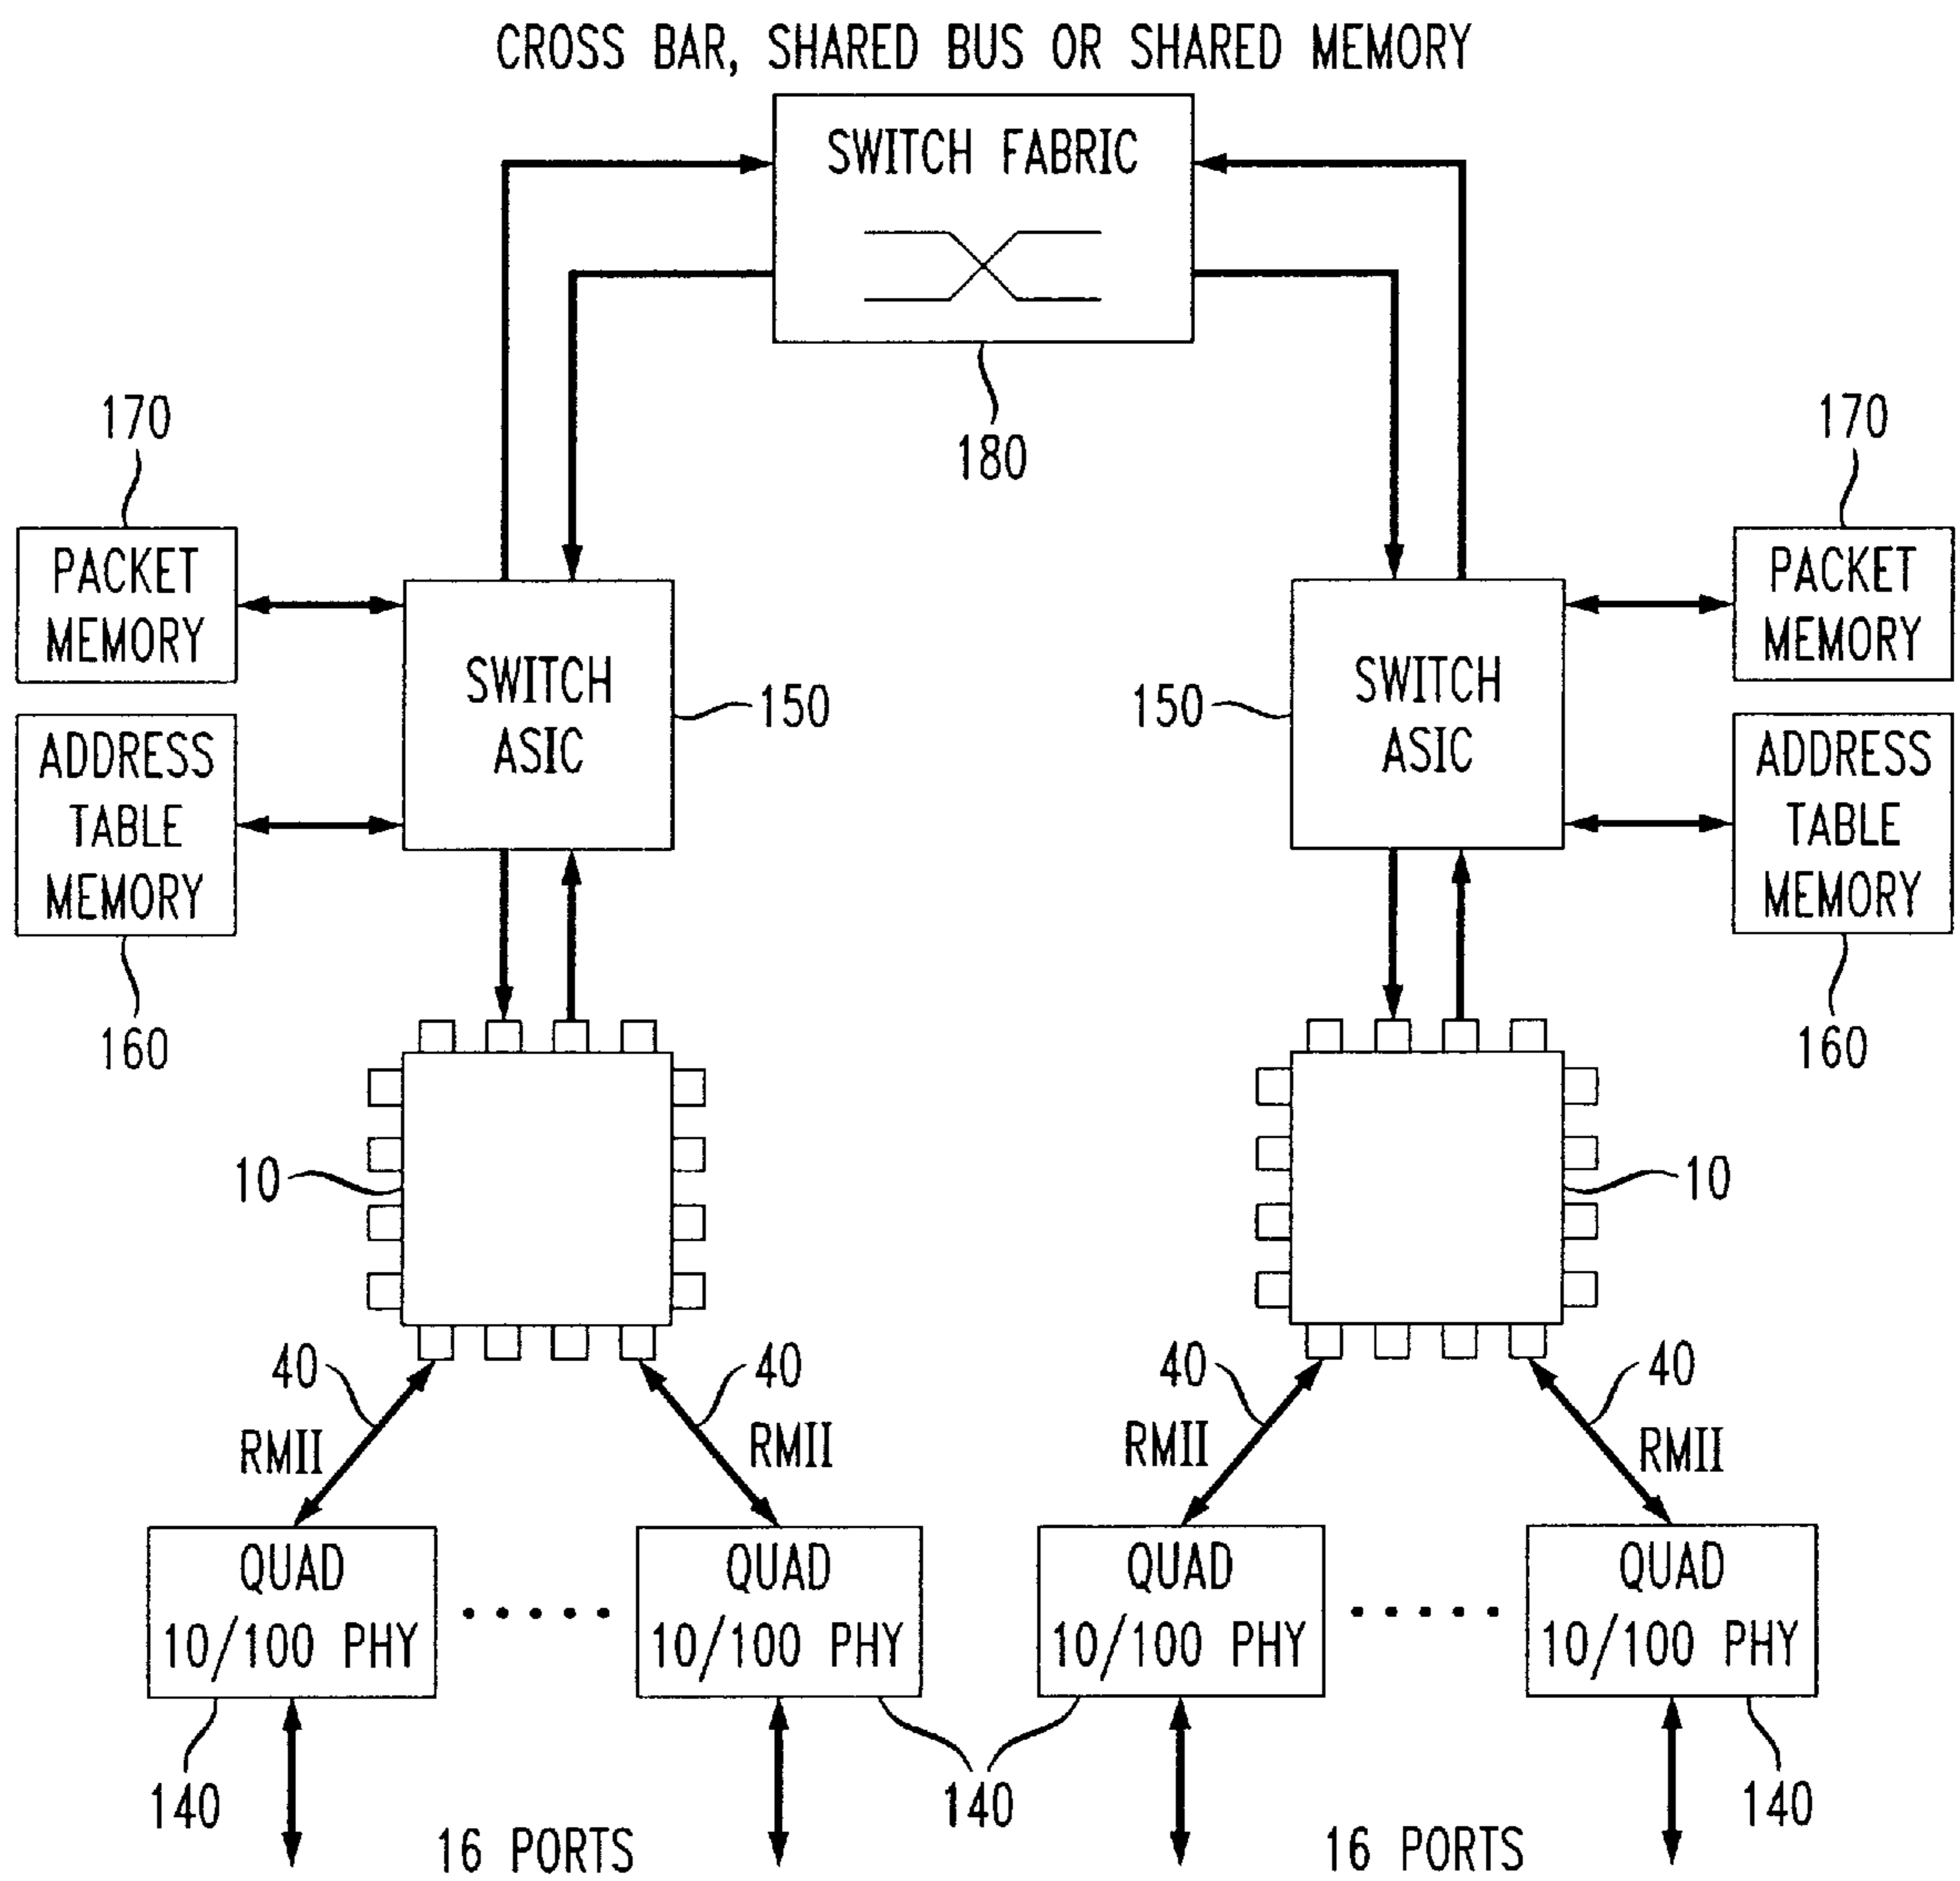 CROSS BAR, SHARED BUS OR SHARED MEMORY
SWITCH FABRIC
180
170
170
PACKET
MEMORY
PACKET
MEMORY
SWITCH
ASIC
150
150
SWITCH
ASIC
ADDRESS
TABLE
MEMORY
ADDRESS
TABLE
MEMORY
160
160
10
10
40
40
40
40
RMII
RMII
RMII
RMII
QUAD
10/100 PHY
QUAD
10/100 PHY
QUAD
10/100 PHY
QUAD
10/100 PHY
140
140
140
16 PORTS
16 PORTS